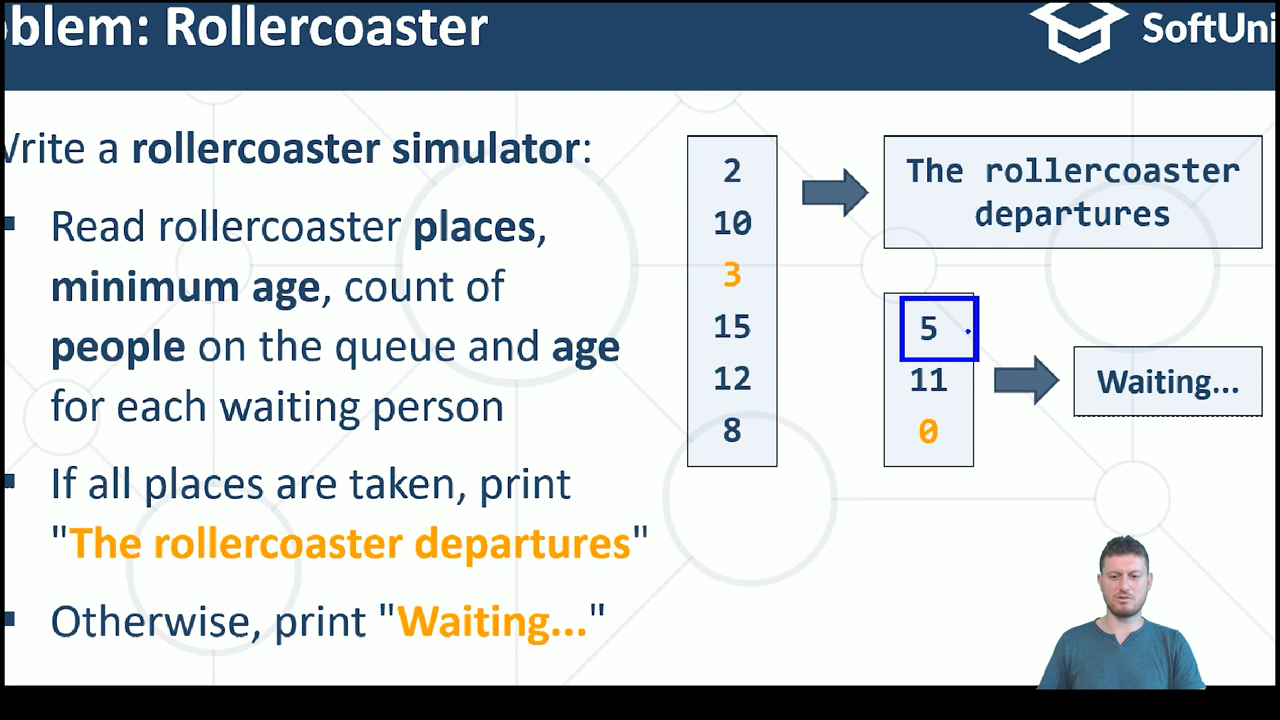 oblem: Rollercoaster
SoftUni
Write a rollercoaster simulator:
Read rollercoaster places,
minimum age, count of
people on the queue and age
for each waiting person
If all places are taken, print
"The rollercoaster departures"
Otherwise, print "Waiting..."
2
10
3
15
12
8
The rollercoaster
departures
5
11
0
Waiting...